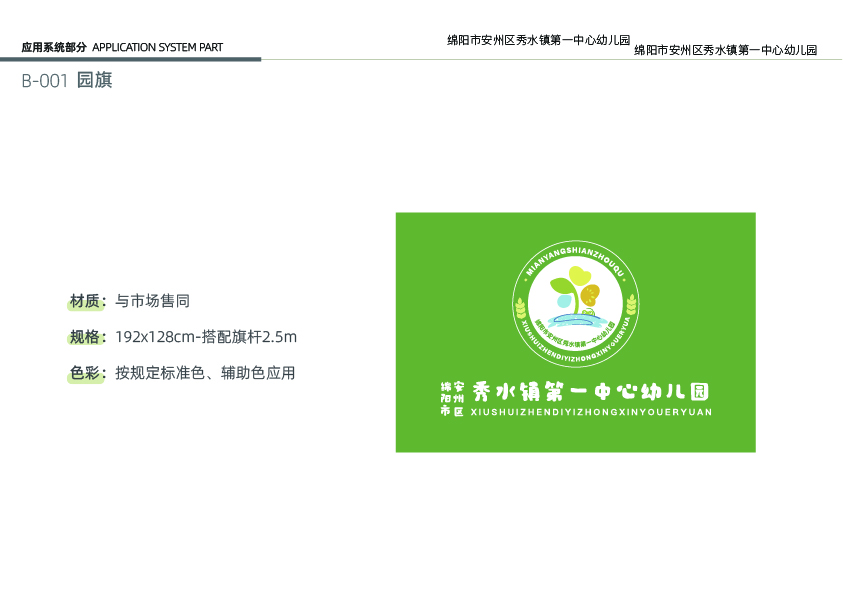 应用系统部分 APPLICATION SYSTEM PART
绵阳市安州区秀水镇第一中心幼儿园
绵阳市安州区秀水镇第一中心幼儿园
B-001 园旗
材质：与市场售同
规格：192x128cm-搭配旗杆2.5m
色彩：按规定标准色、辅助色应用
MIANYANGSHIANZHOUQU
绵阳市安州区秀水镇第一中心幼儿园
XIUSHUIZHENDIYIZHONGXINYOUERYUAN
绵阳市安州区 秀水镇第一中心幼儿园
XIUSHUIZHENDIYIZHONGXINYOUERYUAN